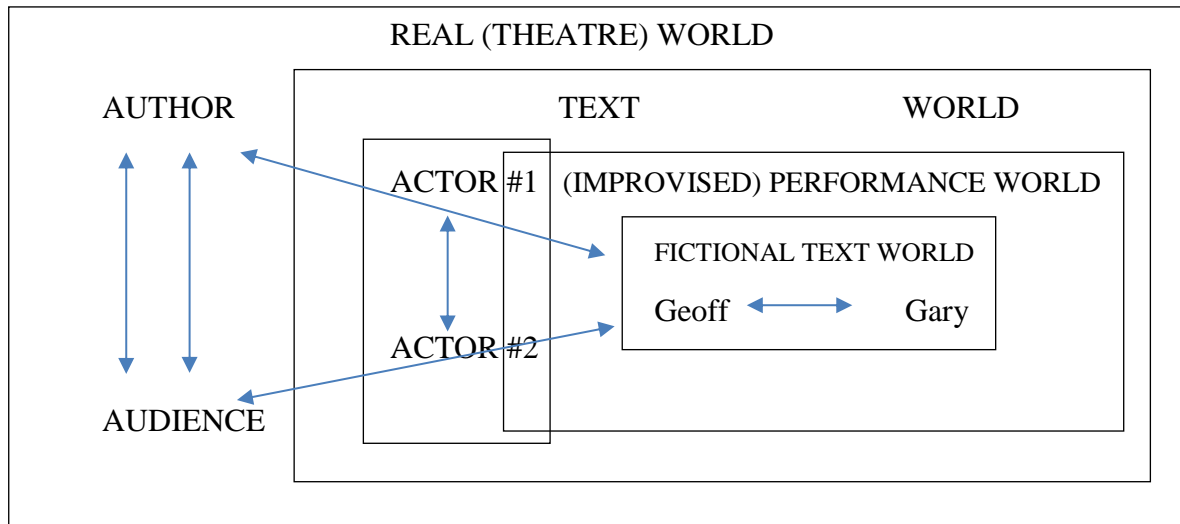 REAL (THEATRE) WORLD
AUTHOR TEXT WORLD
ACTOR #1 (IMPROVISED) PERFORMANCE WORLD
FICTIONAL TEXT WORLD
Geoff Gary
ACTOR #2
AUDIENCE